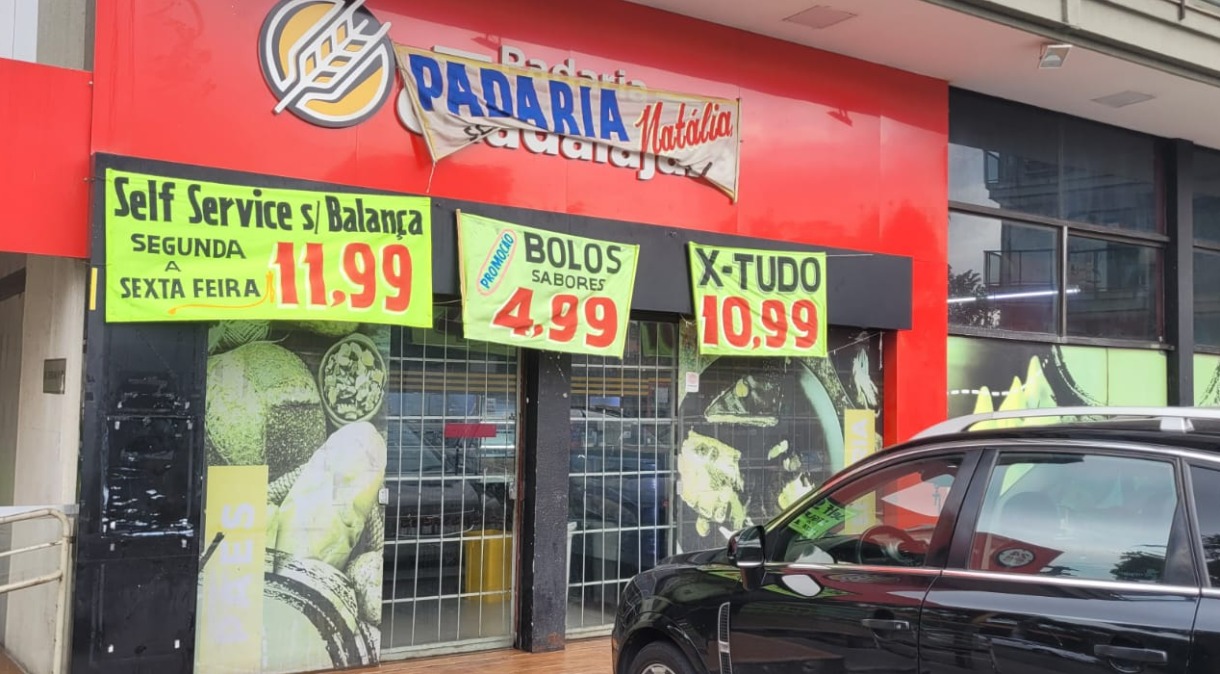 Padaria
PADARIA Natália
Self Service s/ Balança
SEGUNDA
A
SEXTA FEIRA
11,99
PROMOÇÃO
BOLOS
SABORES
4,99
X-TUDO
10,99
PÃES